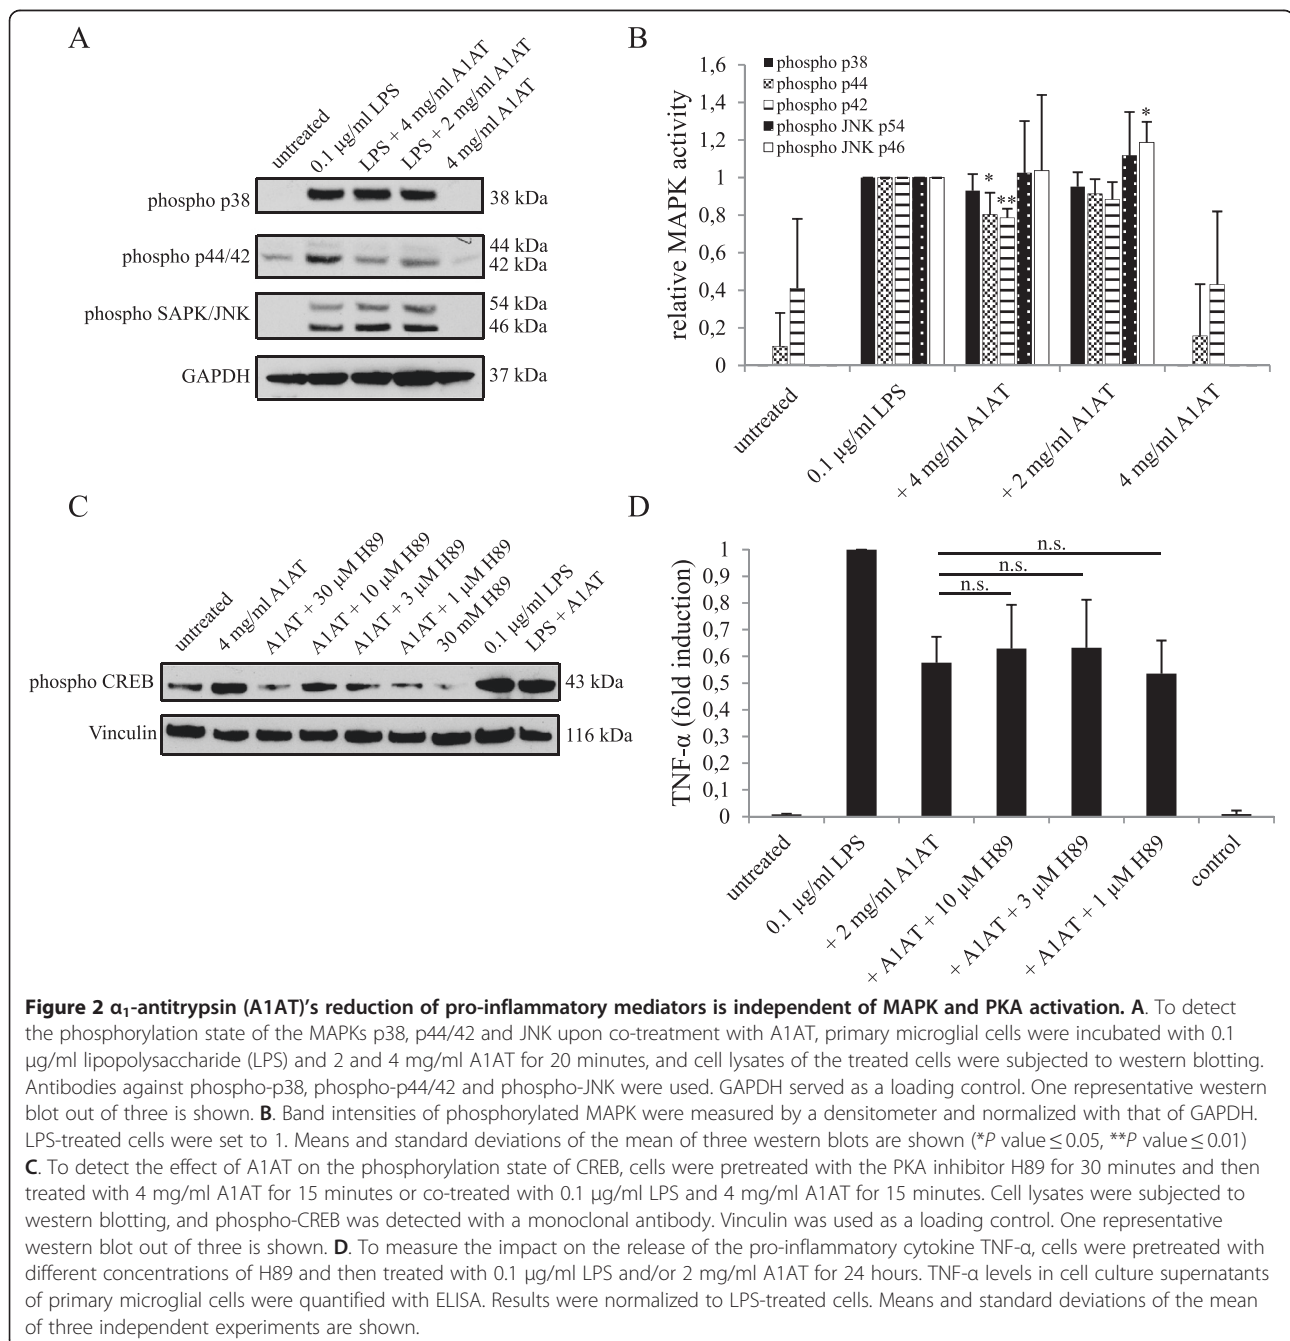 A
untreated
0.1 µg/ml LPS
LPS + 4 mg/ml A1AT
LPS + 2 mg/ml A1AT
4 mg/ml A1AT
phospho p38
38 kDa
phospho p44/42
44 kDa
42 kDa
phospho SAPK/JNK
54 kDa
46 kDa
GAPDH
37 kDa
B
relative MAPK activity
1,6
1,4
1,2
1
0,8
0,6
0,4
0,2
0
phospho p38
phospho p44
phospho p42
phospho JNK p54
phospho JNK p46
*
**
*
untreated
0.1 µg/ml LPS
+ 4 mg/ml A1AT
+ 2 mg/ml A1AT
4 mg/ml A1AT
C
untreated
4 mg/ml A1AT
A1AT + 30 µM H89
A1AT + 10 µM H89
A1AT + 3 µM H89
A1AT + 1 µM H89
30 mM H89
0.1 µg/ml LPS
LPS + A1AT
phospho CREB
43 kDa
Vinculin
116 kDa
D
TNF-α (fold induction)
1
0,9
0,8
0,7
0,6
0,5
0,4
0,3
0,2
0,1
0
n.s.
n.s.
n.s.
untreated
0.1 µg/ml LPS
+ 2 mg/ml A1AT
+ A1AT + 10 µM H89
+ A1AT + 3 µM H89
+ A1AT + 1 µM H89
control
Figure 2 α₁-antitrypsin (A1AT)'s reduction of pro-inflammatory mediators is independent of MAPK and PKA activation. A. To detect
the phosphorylation state of the MAPKs p38, p44/42 and JNK upon co-treatment with A1AT, primary microglial cells were incubated with 0.1
µg/ml lipopolysaccharide (LPS) and 2 and 4 mg/ml A1AT for 20 minutes, and cell lysates of the treated cells were subjected to western blotting.
Antibodies against phospho-p38, phospho-p44/42 and phospho-JNK were used. GAPDH served as a loading control. One representative western
blot out of three is shown. B. Band intensities of phosphorylated MAPK were measured by a densitometer and normalized with that of GAPDH.
LPS-treated cells were set to 1. Means and standard deviations of the mean of three western blots are shown (*P value ≤ 0.05, **P value ≤ 0.01)
C. To detect the effect of A1AT on the phosphorylation state of CREB, cells were pretreated with the PKA inhibitor H89 for 30 minutes and then
treated with 4 mg/ml A1AT for 15 minutes or co-treated with 0.1 µg/ml LPS and 4 mg/ml A1AT for 15 minutes. Cell lysates were subjected to
western blotting, and phospho-CREB was detected with a monoclonal antibody. Vinculin was used as a loading control. One representative
western blot out of three is shown. D. To measure the impact on the release of the pro-inflammatory cytokine TNF-α, cells were pretreated with
different concentrations of H89 and then treated with 0.1 µg/ml LPS and/or 2 mg/ml A1AT for 24 hours. TNF-α levels in cell culture supernatants
of primary microglial cells were quantified with ELISA. Results were normalized to LPS-treated cells. Means and standard deviations of the mean
of three independent experiments are shown.